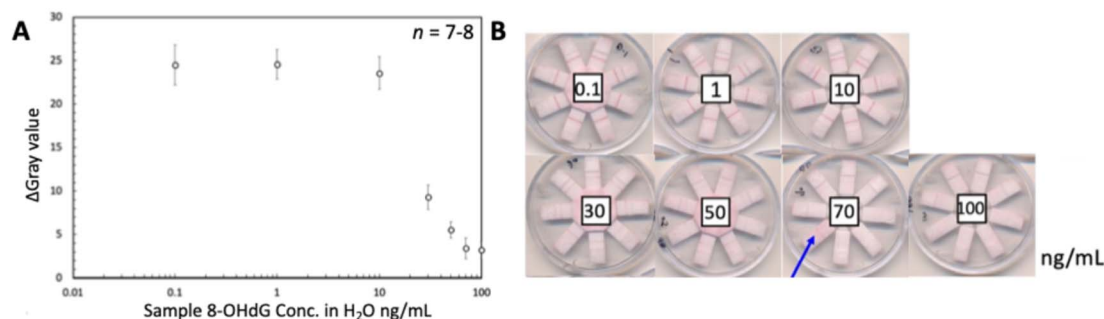 A
n = 7-8
30
25
20
15
10
5
0
ΔGray value
0.01 0.1 1 10 100
Sample 8-OHdG Conc. in H₂O ng/mL
B
0.1 1 10
30 50 70 100
ng/mL